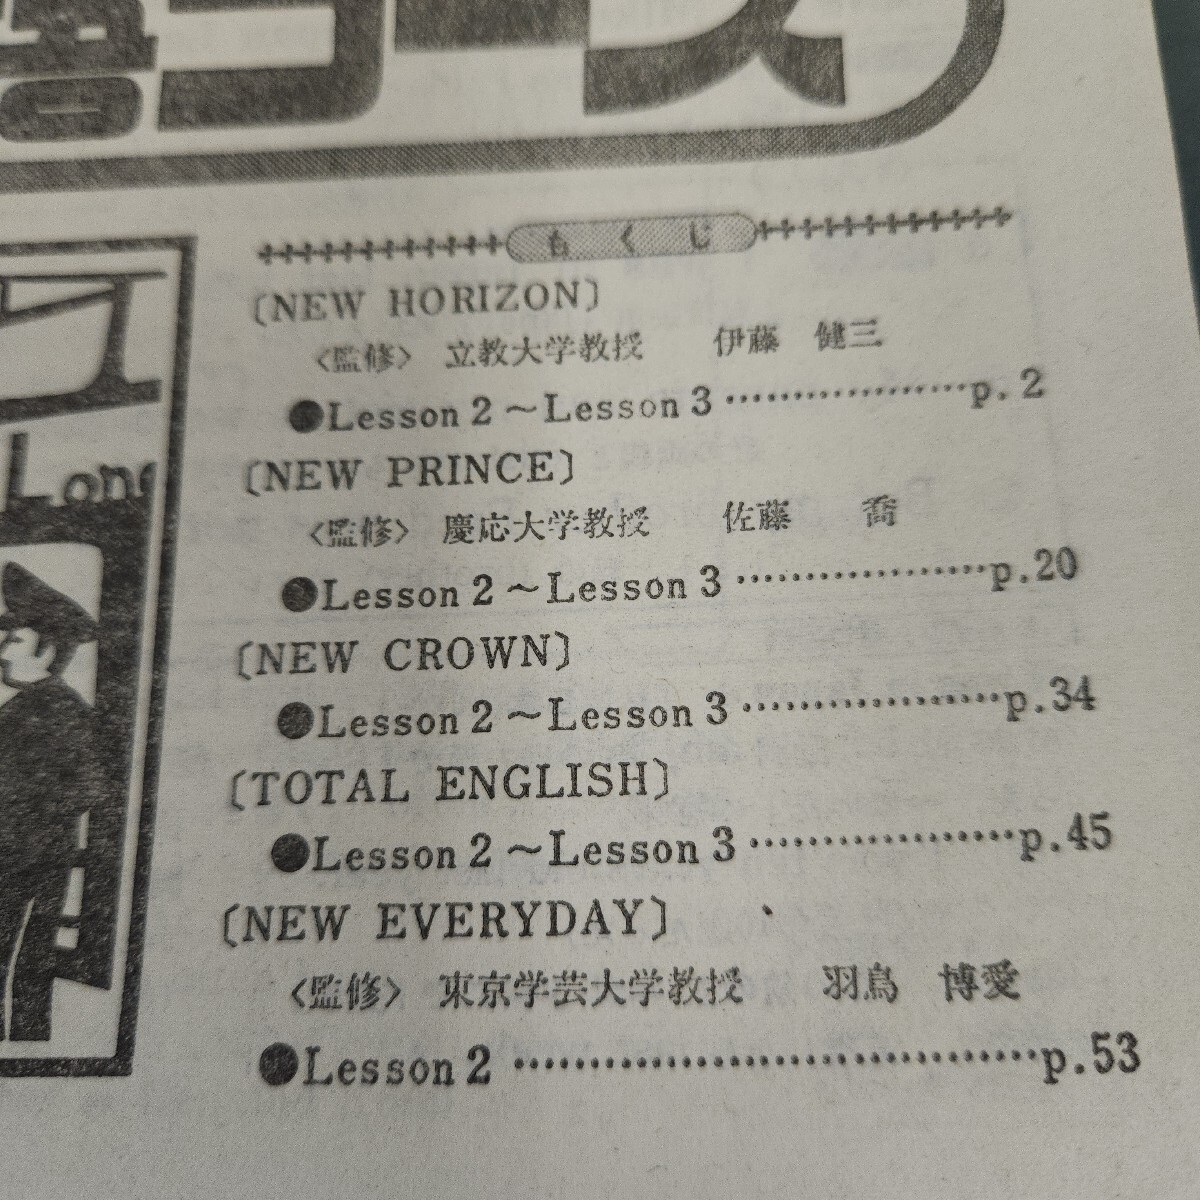 コース
もくじ
〔NEW HORIZON〕
〈監修〉 立教大学教授 伊藤 健三
●Lesson 2 ～Lesson 3 ………………p. 2
〔NEW PRINCE〕
〈監修〉 慶応大学教授 佐藤 喬
●Lesson 2 ～Lesson 3 ………………p.20
〔NEW CROWN〕
●Lesson 2 ～Lesson 3 ………………p.34
〔TOTAL ENGLISH〕
●Lesson 2 ～Lesson 3 ………………p.45
〔NEW EVERYDAY〕
〈監修〉 東京学芸大学教授 羽鳥 博愛
●Lesson 2 ………………………………p.53